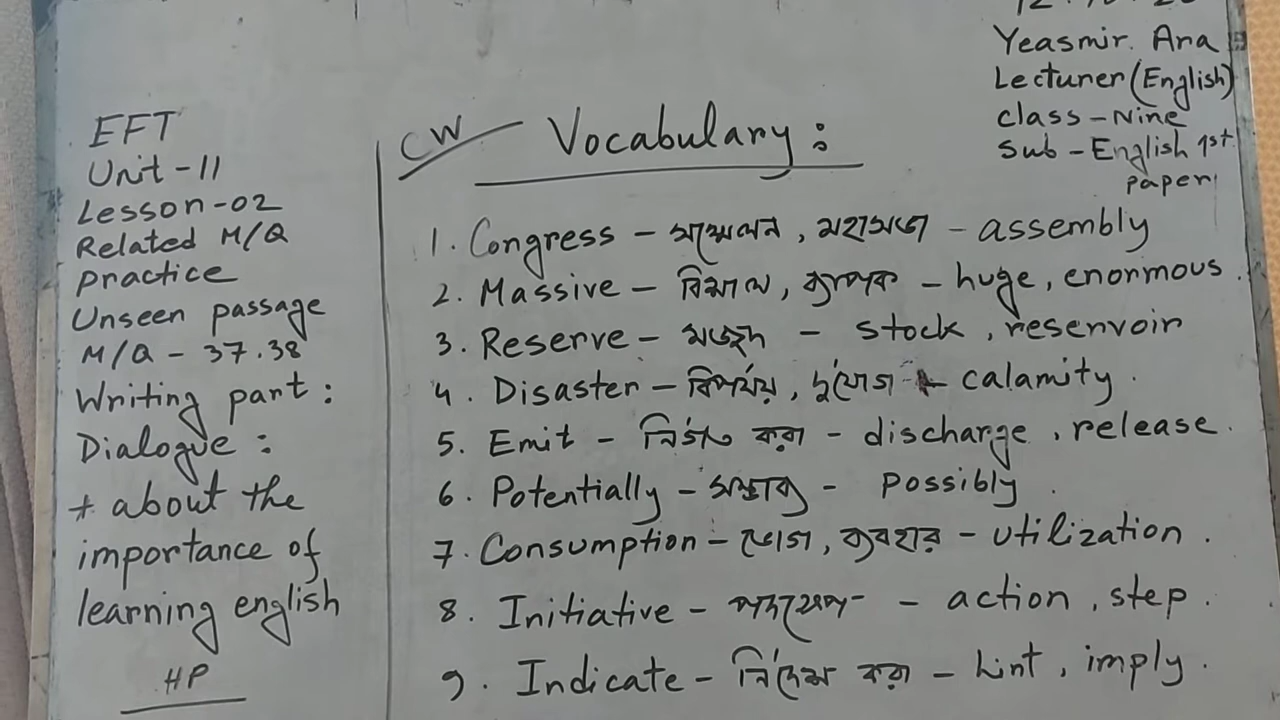 Yeasmir. Ara
Lecturer (English)
class - Nine
Sub - English 1st
paper
EFT
Unit - 11
Lesson - 02
Related M/Q
practice
Unseen passage
M/Q - 37.38
Writing part:
Dialogue:
+ about the
importance of
learning english
HP
CW Vocabulary:
1. Congress - সম্মেলন, মহাসভা - assembly
2. Massive - বিশাল, ব্যাপক - huge, enormous.
3. Reserve - মজুদ - stock, reservoir
4. Disaster - বিপর্যয়, দুর্যোগ - calamity.
5. Emit - নির্গত করা - discharge, release.
6. Potentially - সম্ভাব্য - possibly.
7. Consumption - ভোগ, ব্যবহার - utilization.
8. Initiative - পদক্ষেপ - action, step.
9. Indicate - নির্দেশ করা - hint, imply.